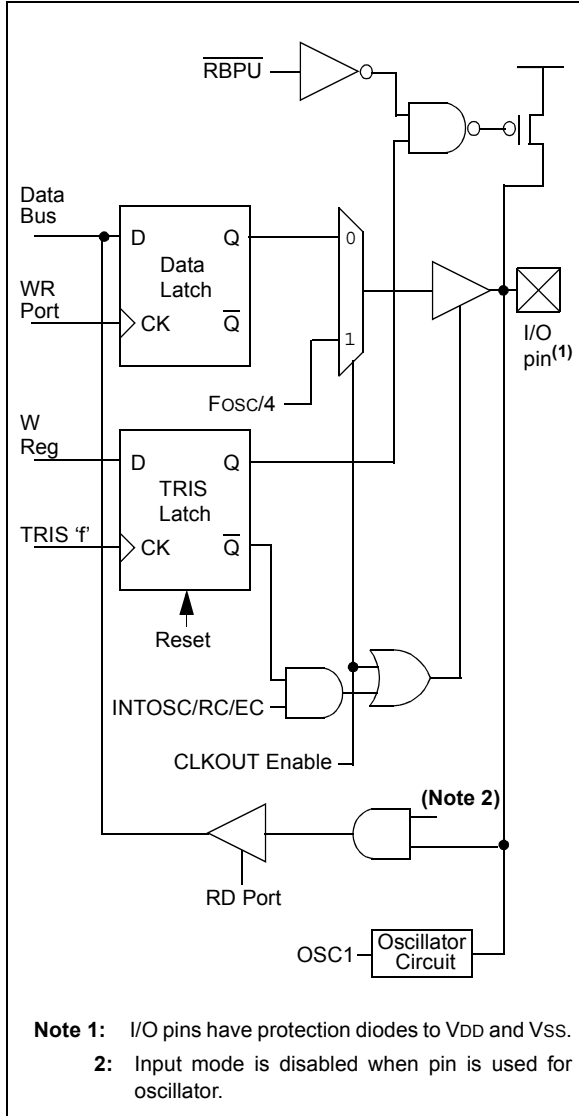 R̅B̅P̅U̅
Data
Bus
D
Q
0
Data
Latch
WR
Port
CK
Q̅
1
I/O
pin(1)
FOSC/4
W
Reg
D
Q
TRIS
Latch
TRIS ‘f’
CK
Q̅
Reset
INTOSC/RC/EC
CLKOUT Enable
(Note 2)
RD Port
OSC1
Oscillator
Circuit
Note 1: I/O pins have protection diodes to VDD and VSS.
2: Input mode is disabled when pin is used for
oscillator.